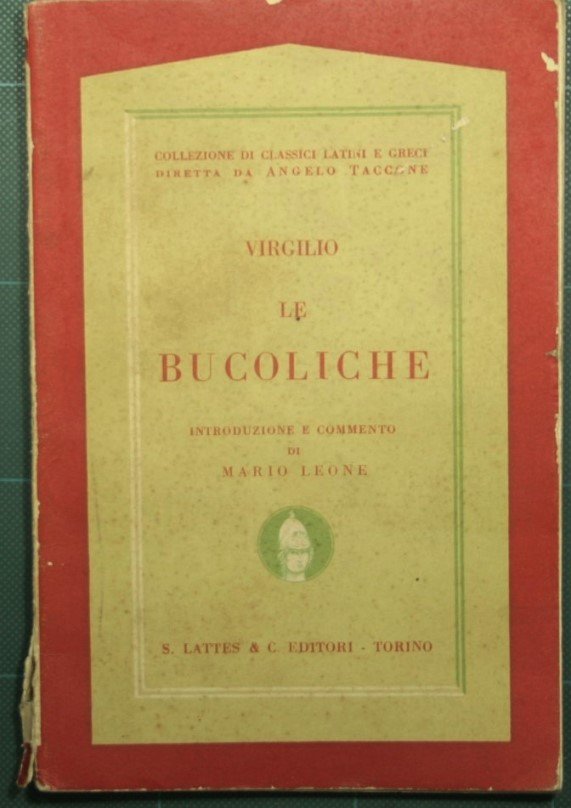 COLLEZIONE DI CLASSICI LATINI E GRECI
DIRETTA DA ANGELO TACCONE
VIRGILIO
LE
BUCOLICHE
INTRODUZIONE E COMMENTO
DI
MARIO LEONE
S. LATTES & C. EDITORI - TORINO